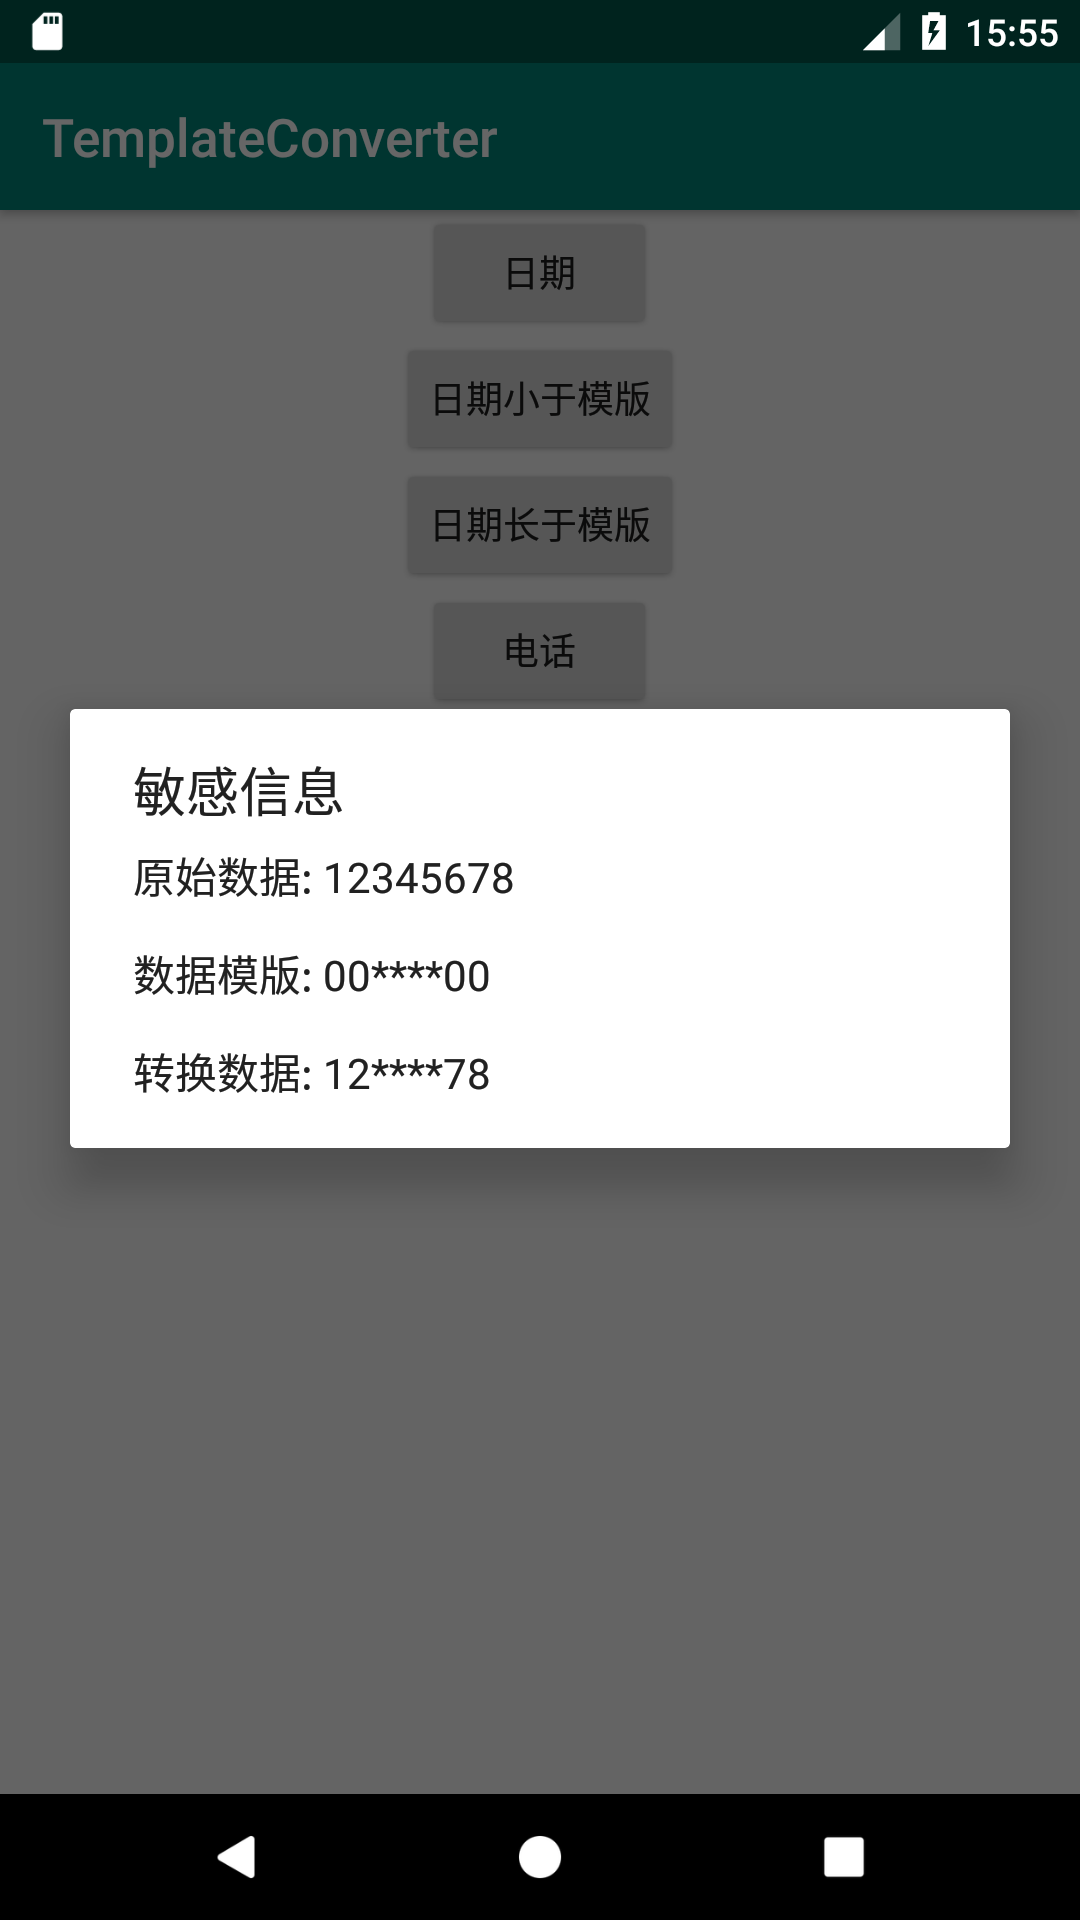 15:55
TemplateConverter
日期
日期小于模版
日期长于模版
电话
敏感信息
原始数据: 12345678
数据模版: 00****00
转换数据: 12****78